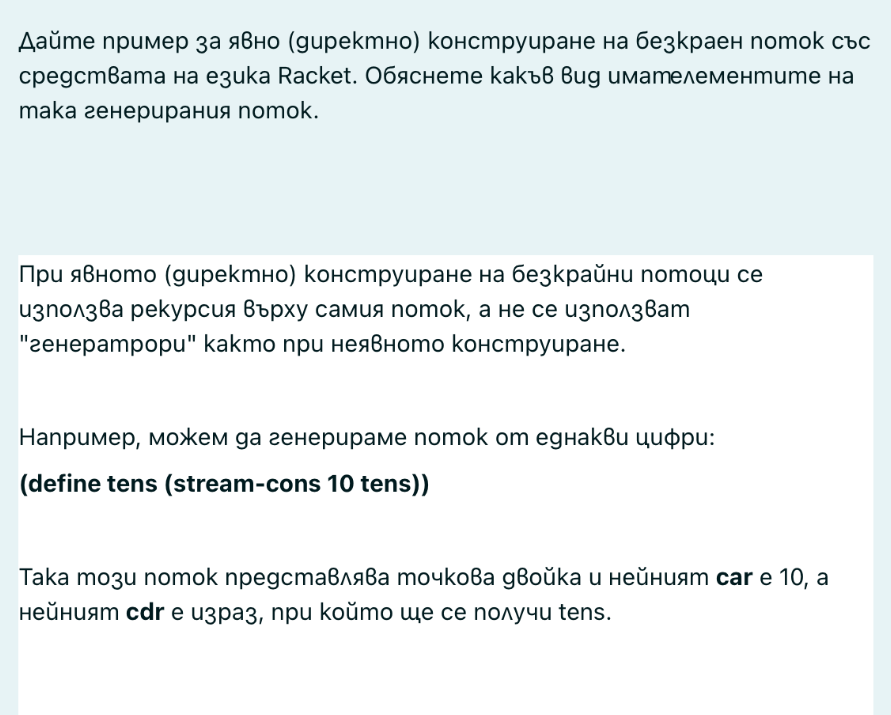 Дайте пример за явно (директно) конструиране на безкраен поток със
средствата на езика Racket. Обяснете какъв вид имателементите на
така генерирания поток.
При явното (директно) конструиране на безкрайни потоци се
използва рекурсия върху самия поток, а не се използват
"генератрори" както при неявното конструиране.
Например, можем да генерираме поток от еднакви цифри:
(define tens (stream-cons 10 tens))
Така този поток представлява точкова двойка и нейният car е 10, а
нейният cdr е израз, при който ще се получи tens.